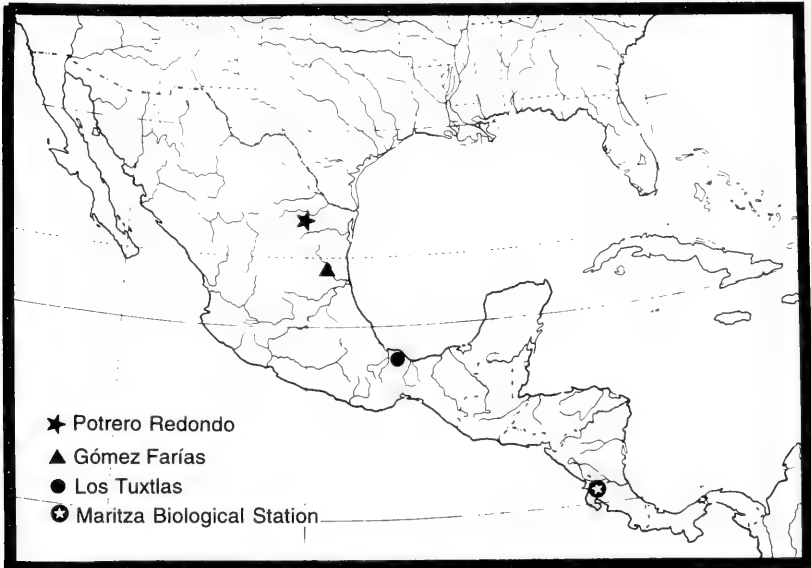 Potrero Redondo
Gómez Farías
Los Tuxtlas
Maritza Biological Station